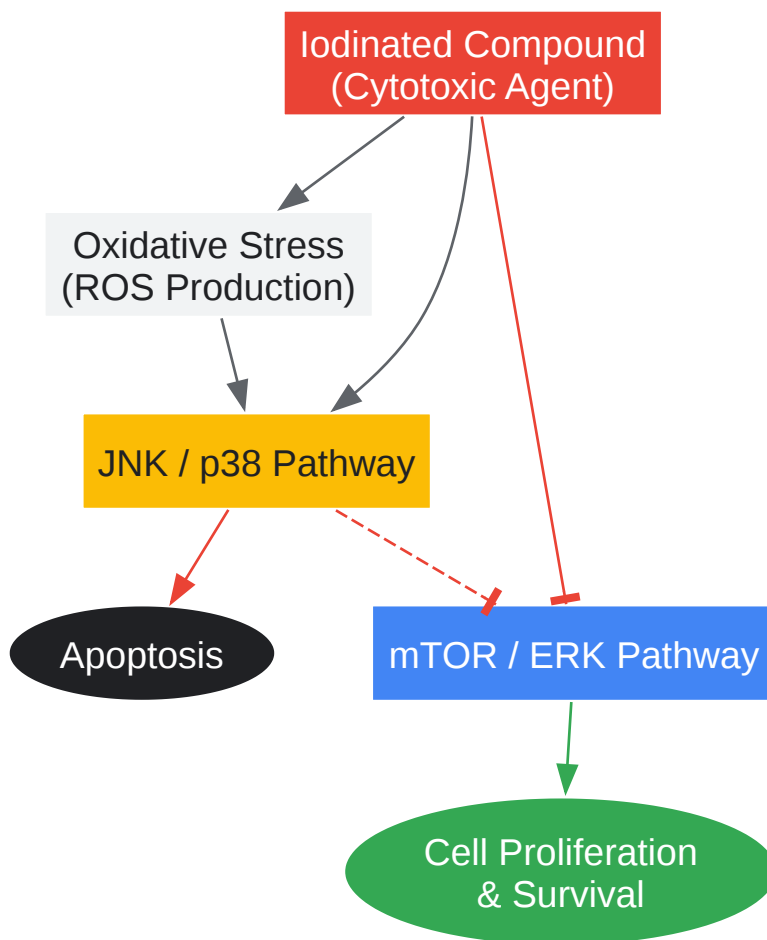 Iodinated Compound
(Cytotoxic Agent)
Oxidative Stress
(ROS Production)
JNK / p38 Pathway
Apoptosis
mTOR / ERK Pathway
Cell Proliferation
& Survival